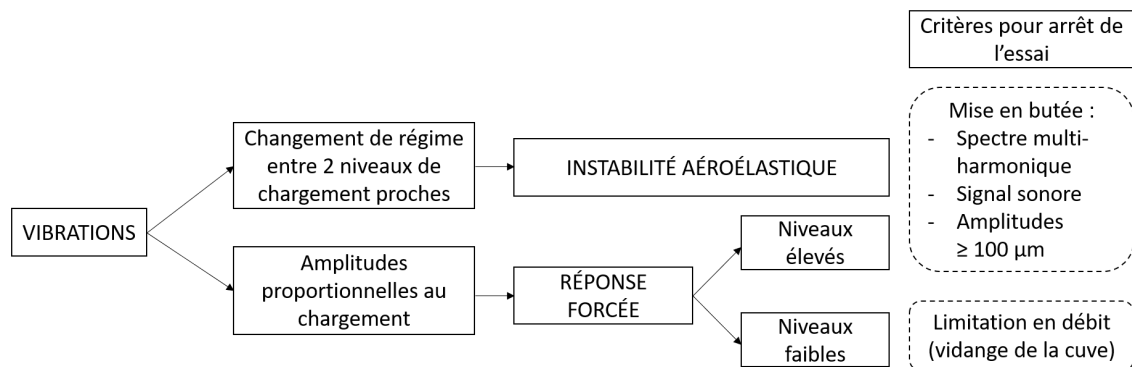 VIBRATIONS
Changement de régime
entre 2 niveaux de
chargement proches
INSTABILITÉ AÉROÉLASTIQUE
Amplitudes
proportionnelles au
chargement
RÉPONSE
FORCÉE
Niveaux
élevés
Niveaux
faibles
Critères pour arrêt de
l’essai
Mise en butée :
- Spectre multi-
harmonique
- Signal sonore
- Amplitudes
≥ 100 µm
Limitation en débit
(vidange de la cuve)